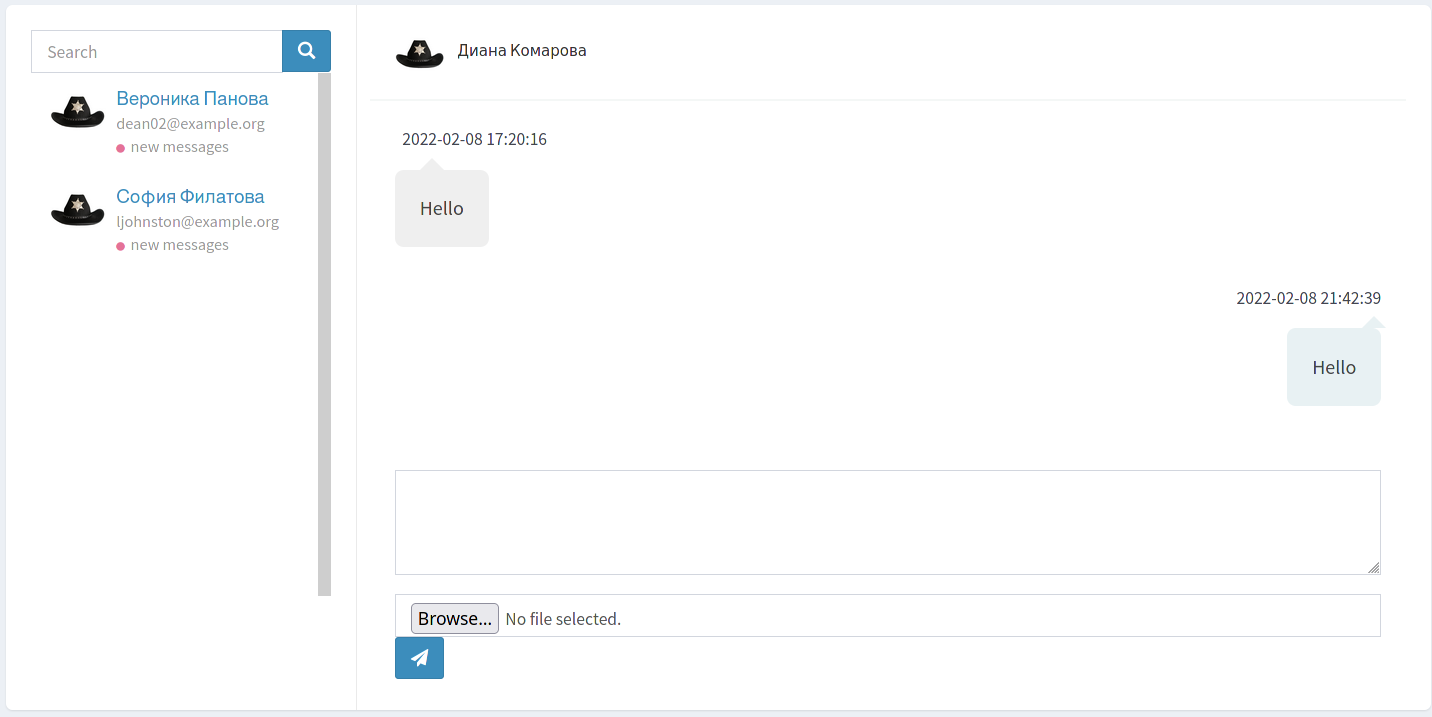 Search
Вероника Панова
dean02@example.org
new messages
София Филатова
ljohnston@example.org
new messages
Диана Комарова
2022-02-08 17:20:16
Hello
2022-02-08 21:42:39
Hello
Browse... No file selected.